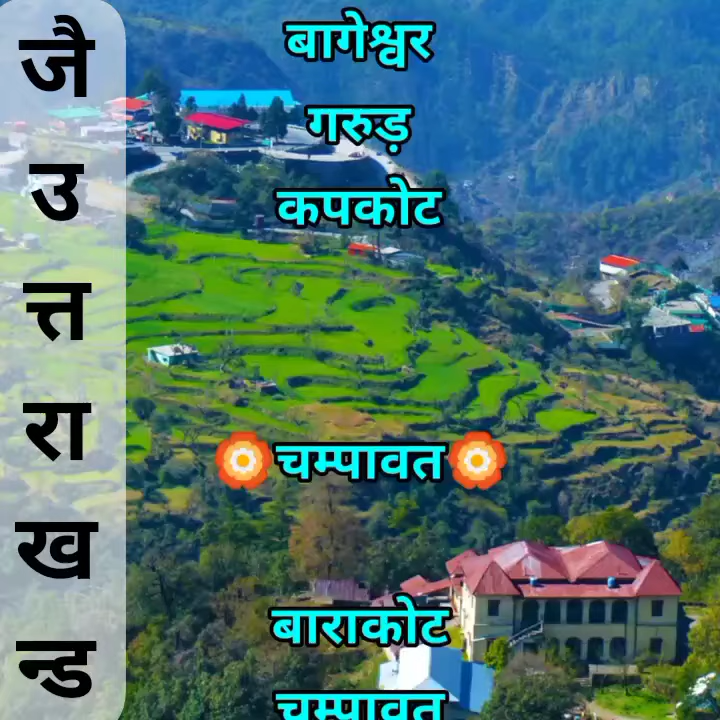 जै
उ
त्त
रा
ख
न्ड
बागेश्वर
गरुड़
कपकोट
चम्पावत
बाराकोट
चम्पावत